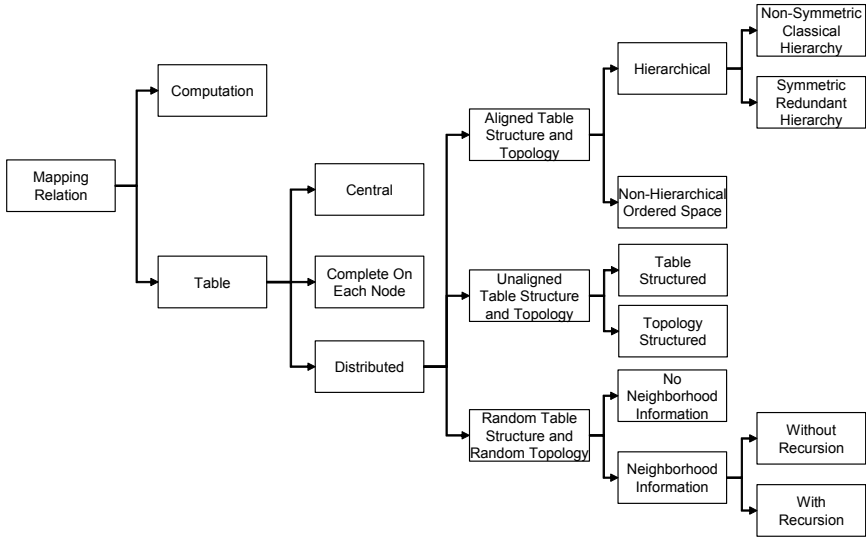 Mapping
Relation
Computation
Table
Central
Complete On
Each Node
Distributed
Aligned Table
Structure and
Topology
Unaligned
Table Structure
and Topology
Random Table
Structure and
Random Topology
Hierarchical
Non-Hierarchical
Ordered Space
Table
Structured
Topology
Structured
No
Neighborhood
Information
Neighborhood
Information
Non-Symmetric
Classical
Hierarchy
Symmetric
Redundant
Hierarchy
Without
Recursion
With
Recursion